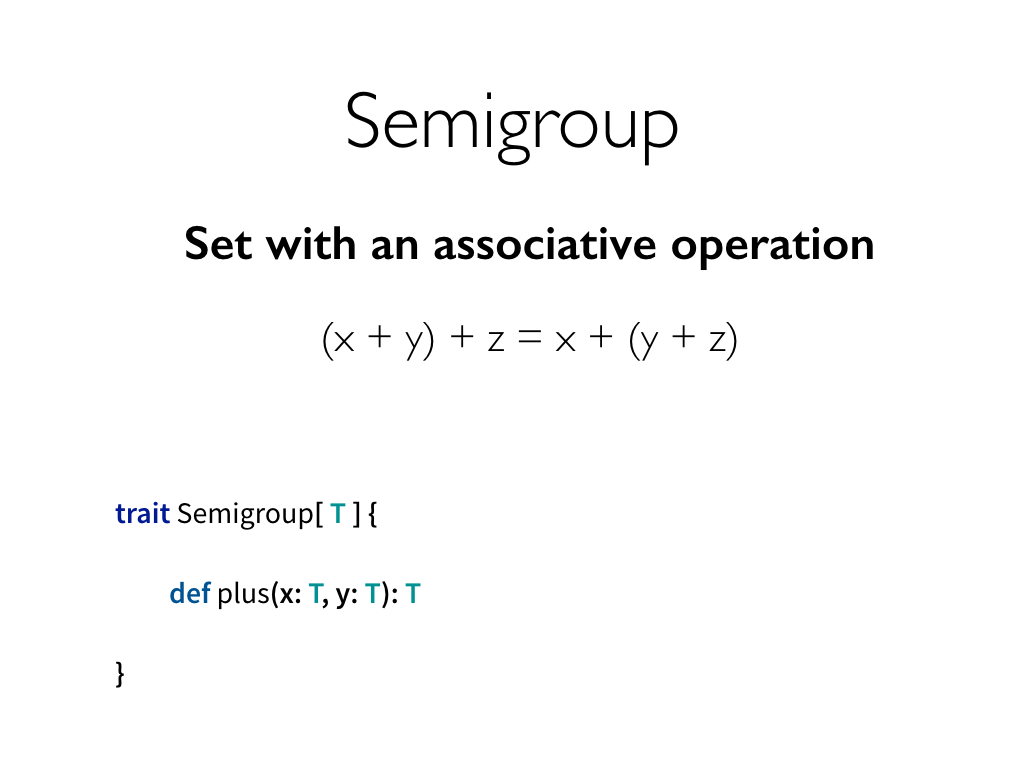 Semigroup
Set with an associative operation
(x + y) + z = x + (y + z)
trait Semigroup[ T ] {
def plus(x: T, y: T): T
}